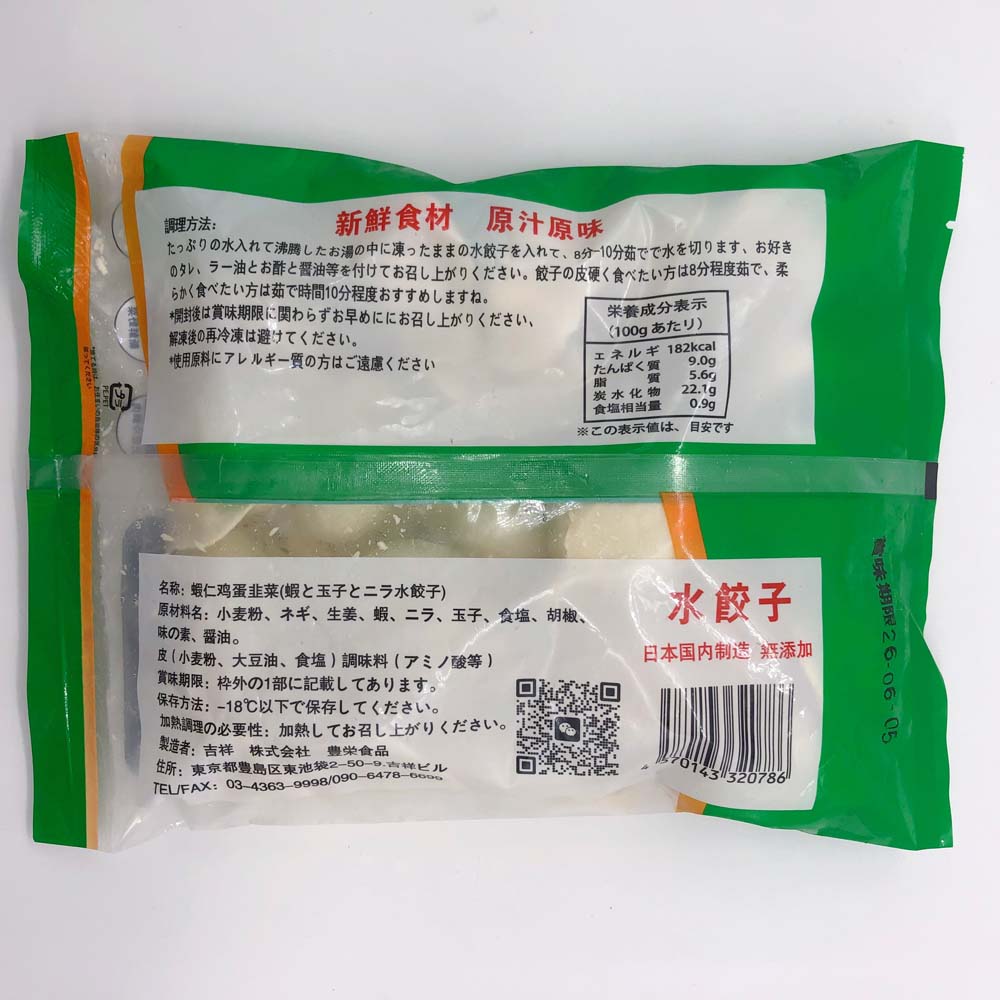 新鮮食材 原汁原味
調理方法:
たっぷりの水入れて沸騰したお湯の中に凍ったままの水餃子を入れて、8分-10分茹でで水を切ります、お好き
のタレ、ラー油とお酢と醤油等を付けてお召し上がりください。餃子の皮硬く食べたい方は8分程度茹で、柔
らかく食べたい方は茹で時間10分程度おすすめしますね。
*開封後は賞味期限に関わらずお早めににお召し上がりください、
解凍後の再冷凍は避けてください。
*使用原料にアレルギー質の方はご遠慮ください
栄養成分表示
(100gあたり)
エネルギ 182kcal
たんぱく質 9.0g
脂質 5.6g
炭水化物 22.1g
食塩相当量 0.9g
※この表示値は、目安です
プラ
PE,PET
賞味期限26-06-05
名称: 蝦仁鸡蛋韭菜(蝦と玉子とニラ水餃子)
原材料名: 小麦粉、ネギ、生姜、蝦、ニラ、玉子、食塩、胡椒、
味の素、醤油。
皮(小麦粉、大豆油、食塩)調味料(アミノ酸等)
賞味期限: 枠外の1部に記載してあります。
保存方法: -18℃以下で保存してください。
加熱調理の必要性: 加熱してお召し上がりください。
製造者: 吉祥 株式会社 豊栄食品
住所: 東京都豊島区東池袋2-50-9.吉祥ビル
TEL/FAX: 03-4363-9998/090-6478-6699
水餃子
日本国内制造 無添加
4 570143 320786